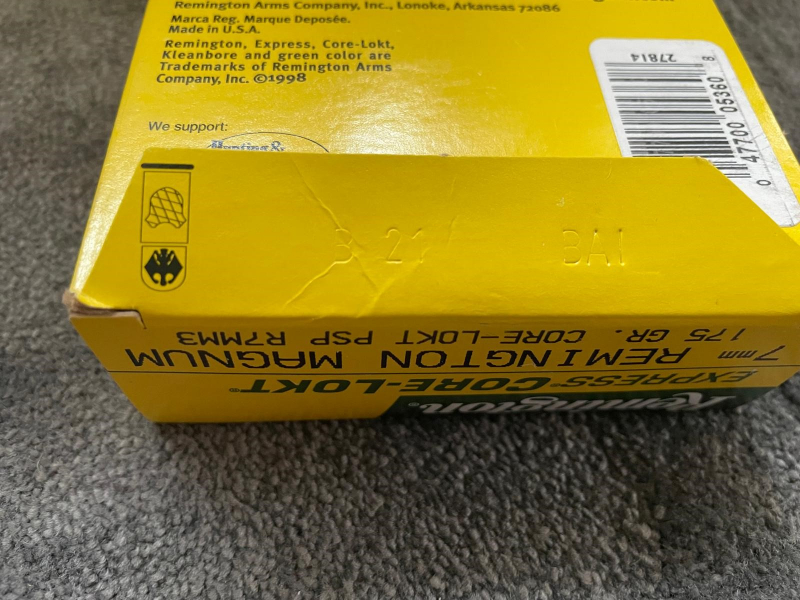 Remington Arms Company, Inc., Lonoke, Arkansas 72086
Marca Reg. Marque Deposée.
Made in U.S.A.
Remington, Express, Core-Lokt,
Kleanbore and green color are
Trademarks of Remington Arms
Company, Inc. ©1998
We support:
Hunting &
27814
0 47700 05360 8
B 21
BA1
175 GR. CORE-LOKT PSP R7MM3
7mm REMINGTON MAGNUM
EXPRESS® CORE-LOKT®
Remington®